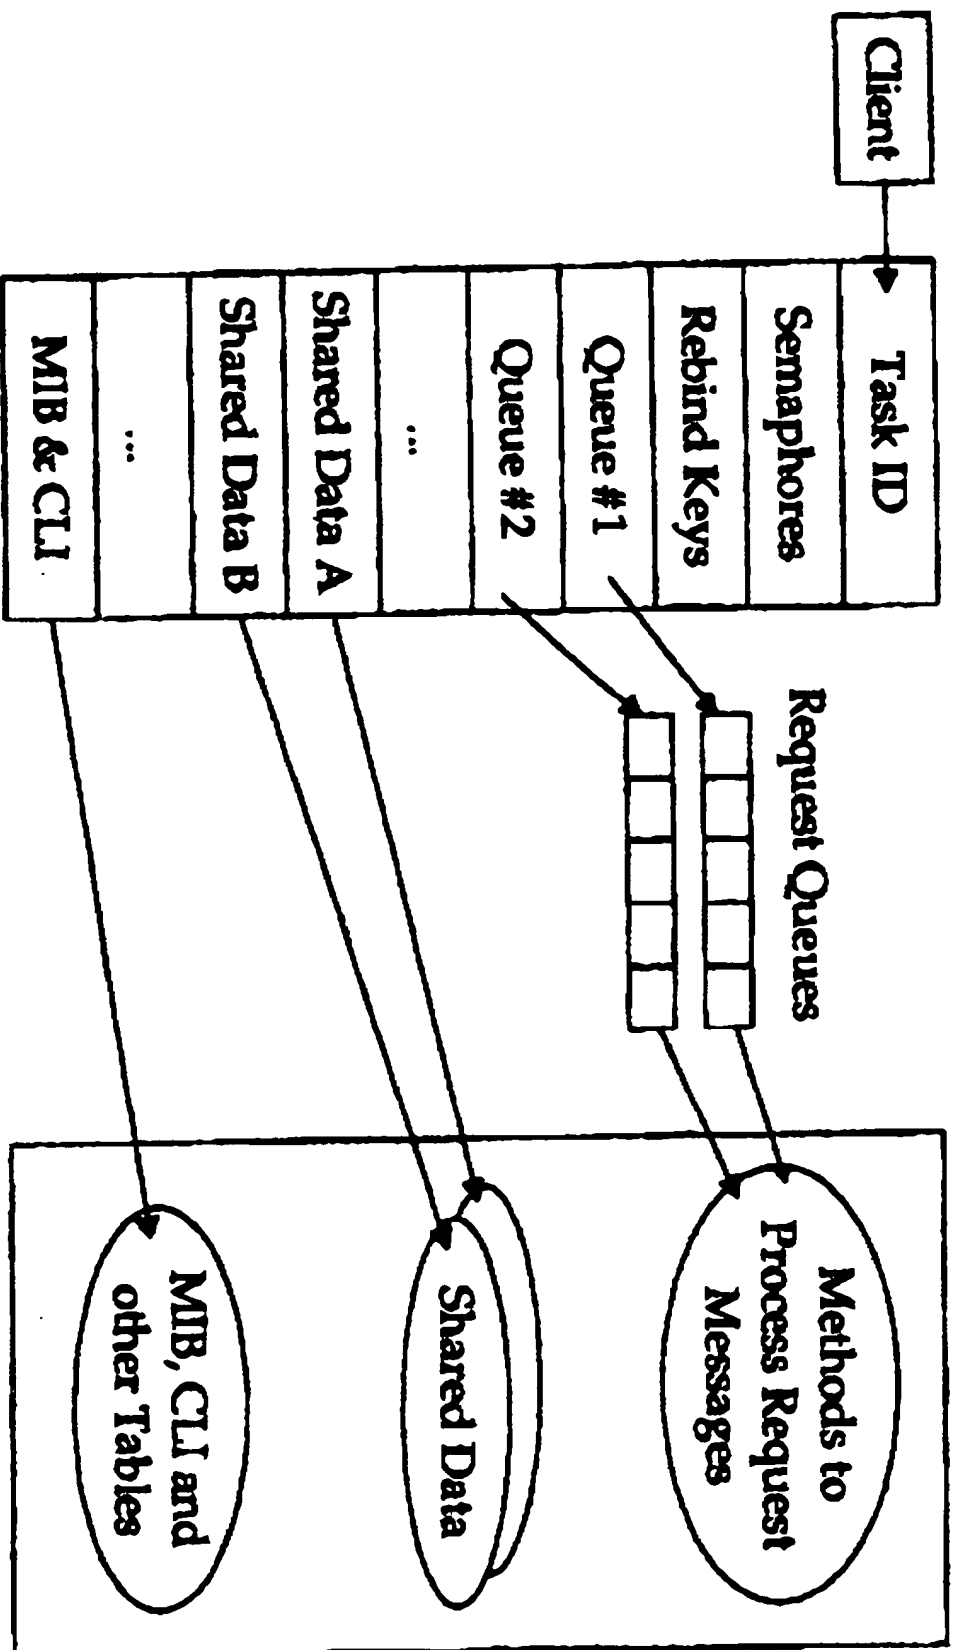 Client
Task ID
Semaphores
Rebind Keys
Queue #1
Queue #2
...
Shared Data A
Shared Data B
...
MIB & CLI
Request Queues
Methods to
Process Request
Messages
Shared Data
MIB, CLI and
other Tables